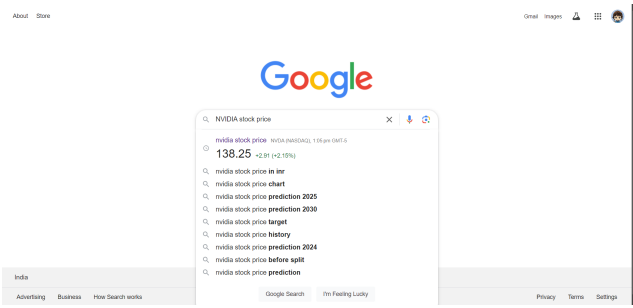 About Store
Gmail Images
Google
NVIDIA stock price
nvidia stock price NVDA (NASDAQ), 1:05 pm GMT-5
138.25 +2.91 (+2.15%)
nvidia stock price in inr
nvidia stock price chart
nvidia stock price prediction 2025
nvidia stock price prediction 2030
nvidia stock price target
nvidia stock price history
nvidia stock price prediction 2024
nvidia stock price before split
nvidia stock price prediction
India
Google Search I'm Feeling Lucky
Advertising Business How Search works
Privacy Terms Settings